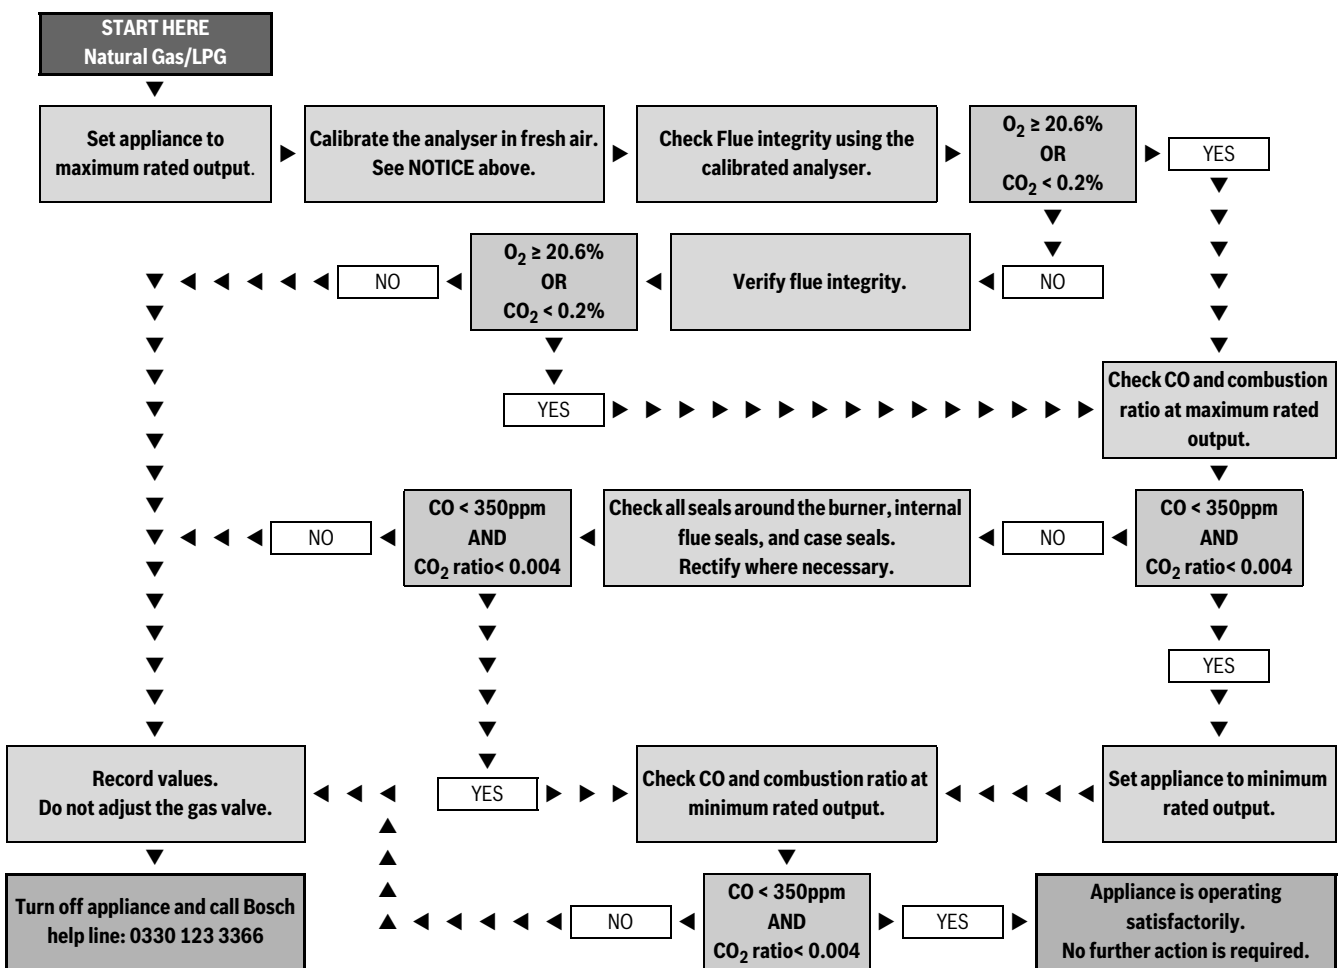 START HERE
Natural Gas/LPG
Set appliance to
maximum rated output.
Calibrate the analyser in fresh air.
See NOTICE above.
Check Flue integrity using the
calibrated analyser.
O2 ≥ 20.6%
OR
CO2 < 0.2%
YES
O2 ≥ 20.6%
OR
CO2 < 0.2%
NO
Verify flue integrity.
NO
YES
Check CO and combustion
ratio at maximum rated
output.
NO
CO < 350ppm
AND
CO2 ratio< 0.004
Check all seals around the burner, internal
flue seals, and case seals.
Rectify where necessary.
NO
CO < 350ppm
AND
CO2 ratio< 0.004
YES
Record values.
Do not adjust the gas valve.
YES
Check CO and combustion ratio at
minimum rated output.
Set appliance to minimum
rated output.
Turn off appliance and call Bosch
help line: 0330 123 3366
NO
CO < 350ppm
AND
CO2 ratio< 0.004
YES
Appliance is operating
satisfactorily.
No further action is required.